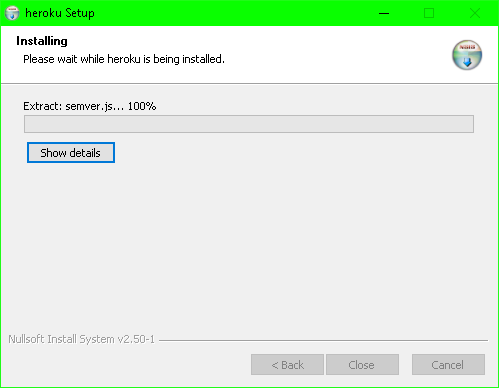 heroku Setup
Installing
Please wait while heroku is being installed.
Extract: semver.js... 100%
Show details
Nullsoft Install System v2.50-1
< Back
Close
Cancel